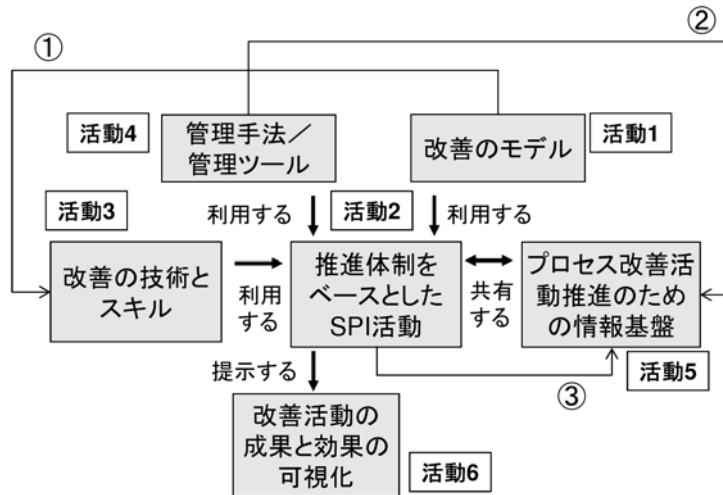 ①
②
活動4
管理手法／
管理ツール
改善のモデル
活動1
活動3
利用する
活動2
利用する
改善の技術と
スキル
利用
する
推進体制を
ベースとした
SPI活動
共有
する
プロセス改善活
動推進のため
の情報基盤
提示する
③
活動5
改善活動の
成果と効果の
可視化
活動6